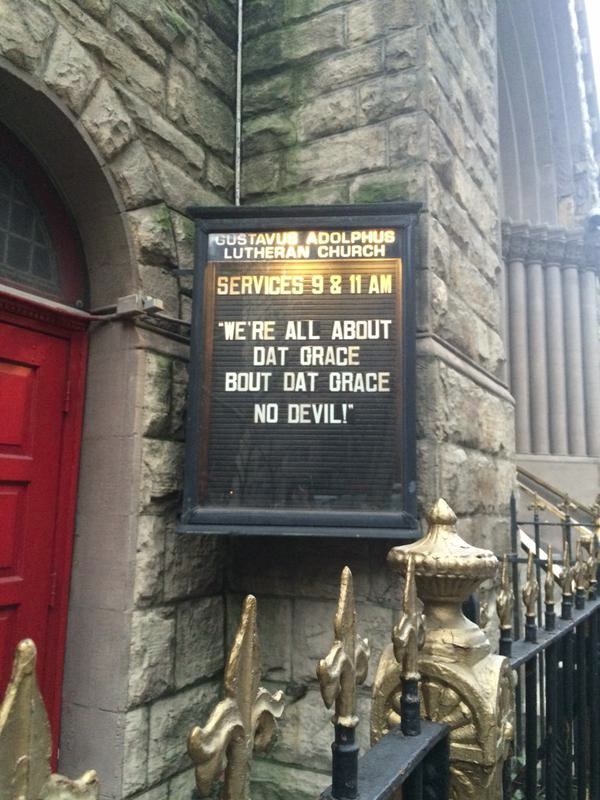 GUSTAVUS ADOLPHUS
LUTHERAN CHURCH
SERVICES 9 & 11 AM
"WE'RE ALL ABOUT
DAT GRACE
BOUT DAT GRACE
NO DEVIL!"